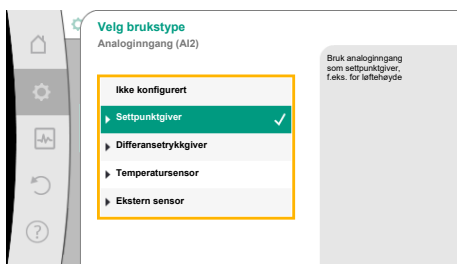 Velg brukstype
Analoginngang (AI2)
Ikke konfigurert
Settpunktgiver
Differansetrykkgiver
Temperatursensor
Ekstern sensor
Bruk analoginngang
som settpunktgiver,
f.eks. for løftehøyde
?